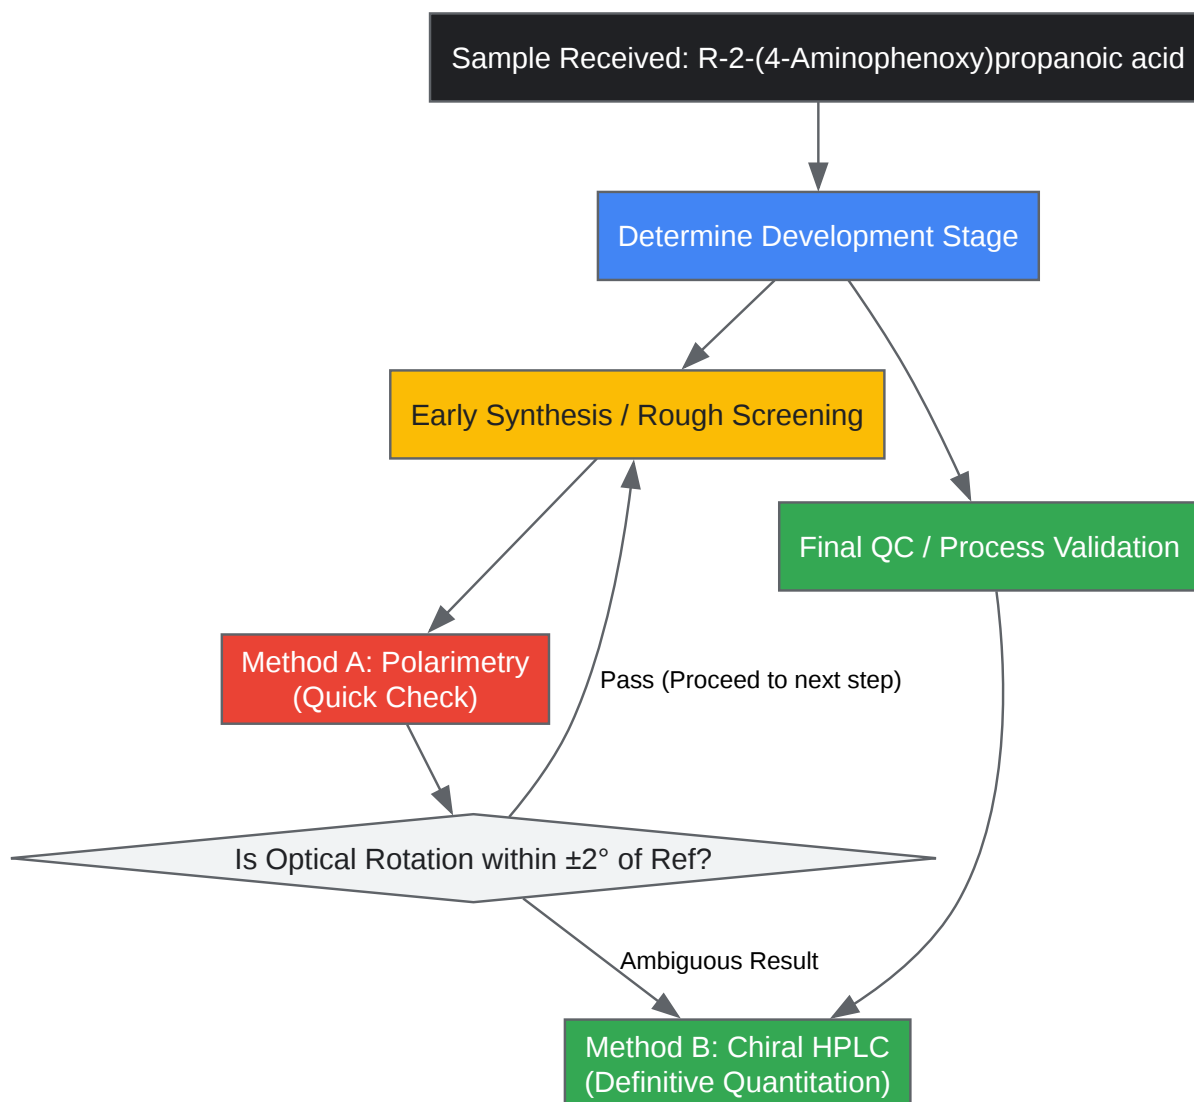 Sample Received: R-2-(4-Aminophenoxy)propanoic acid
Determine Development Stage
Early Synthesis / Rough Screening
Final QC / Process Validation
Method A: Polarimetry
(Quick Check)
Pass (Proceed to next step)
Is Optical Rotation within ±2° of Ref?
Ambiguous Result
Method B: Chiral HPLC
(Definitive Quantitation)